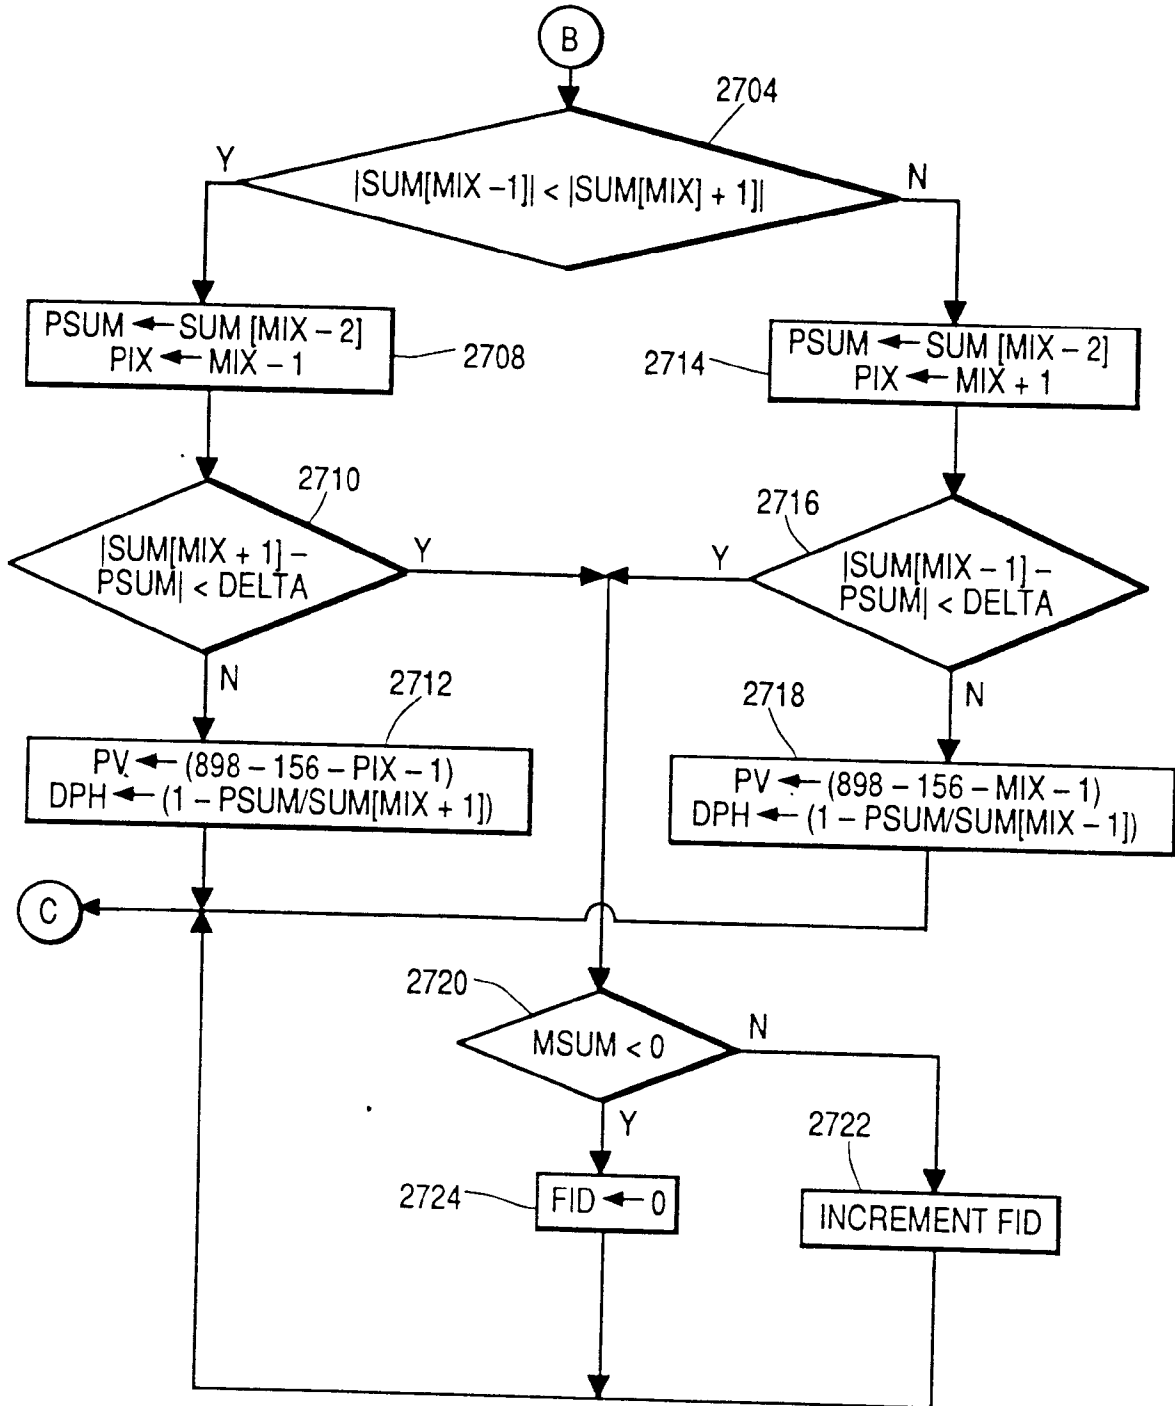 B
2704
Y
|SUM[MIX -1]| < |SUM[MIX] + 1]|
N
PSUM ← SUM [MIX – 2]
PIX ← MIX – 1
2708
2714
PSUM ← SUM [MIX – 2]
PIX ← MIX + 1
2710
|SUM[MIX + 1] –
PSUM| < DELTA
Y
N
2716
Y
|SUM[MIX – 1] –
PSUM| < DELTA
N
2712
PV ← (898 – 156 – PIX – 1)
DPH ← (1 – PSUM/SUM[MIX + 1])
2718
PV ← (898 – 156 – MIX – 1)
DPH ← (1 – PSUM/SUM[MIX – 1])
C
2720
MSUM < 0
N
Y
2722
2724
FID ← 0
INCREMENT FID